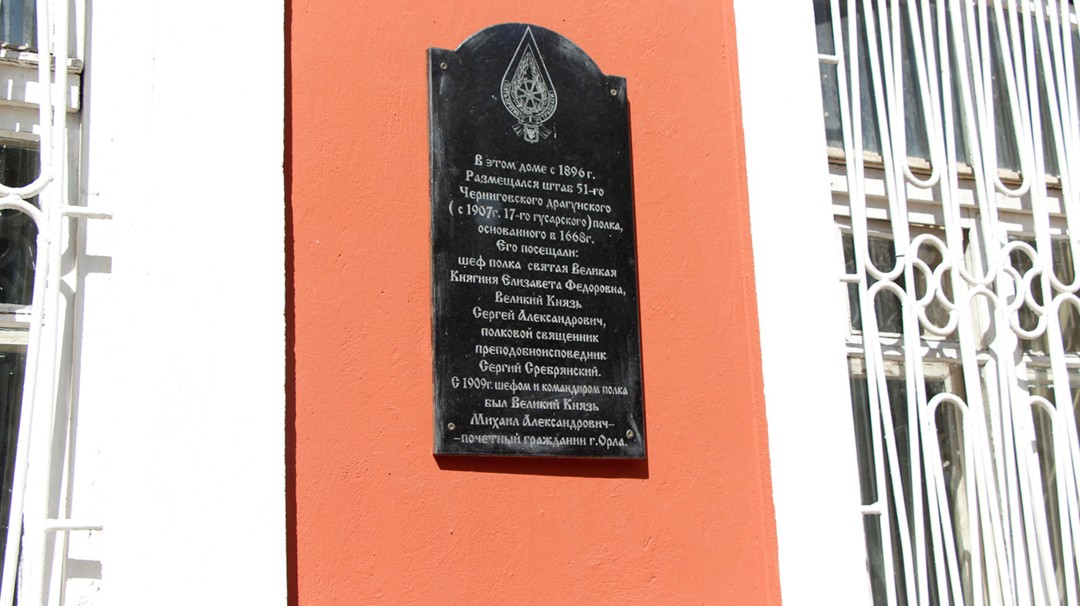 В этом доме с 1896г.
Размещался штаб 51-го
Черниговского драгунского
( с 1907г. 17-го гусарского) полка,
основанного в 1668г.
Его посещали:
шеф полка святая Великая
Княгиня Елизавета Федоровна,
Великий Князь
Сергей Александрович,
полковой священник
преподобноисповедник
Сергий Сребрянский.
С 1909г. шефом и командиром полка
был Великий Князь
Михаил Александрович–
–почетный гражданин г.Орла.